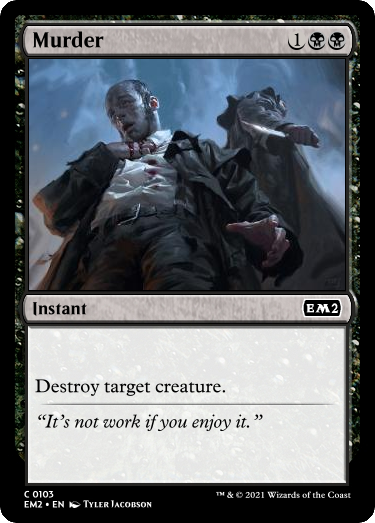 Murder 1
Instant EM2
Destroy target creature.
“It’s not work if you enjoy it.”
C 0103
EM2 • EN Tyler Jacobson ™ & © 2021 Wizards of the Coast